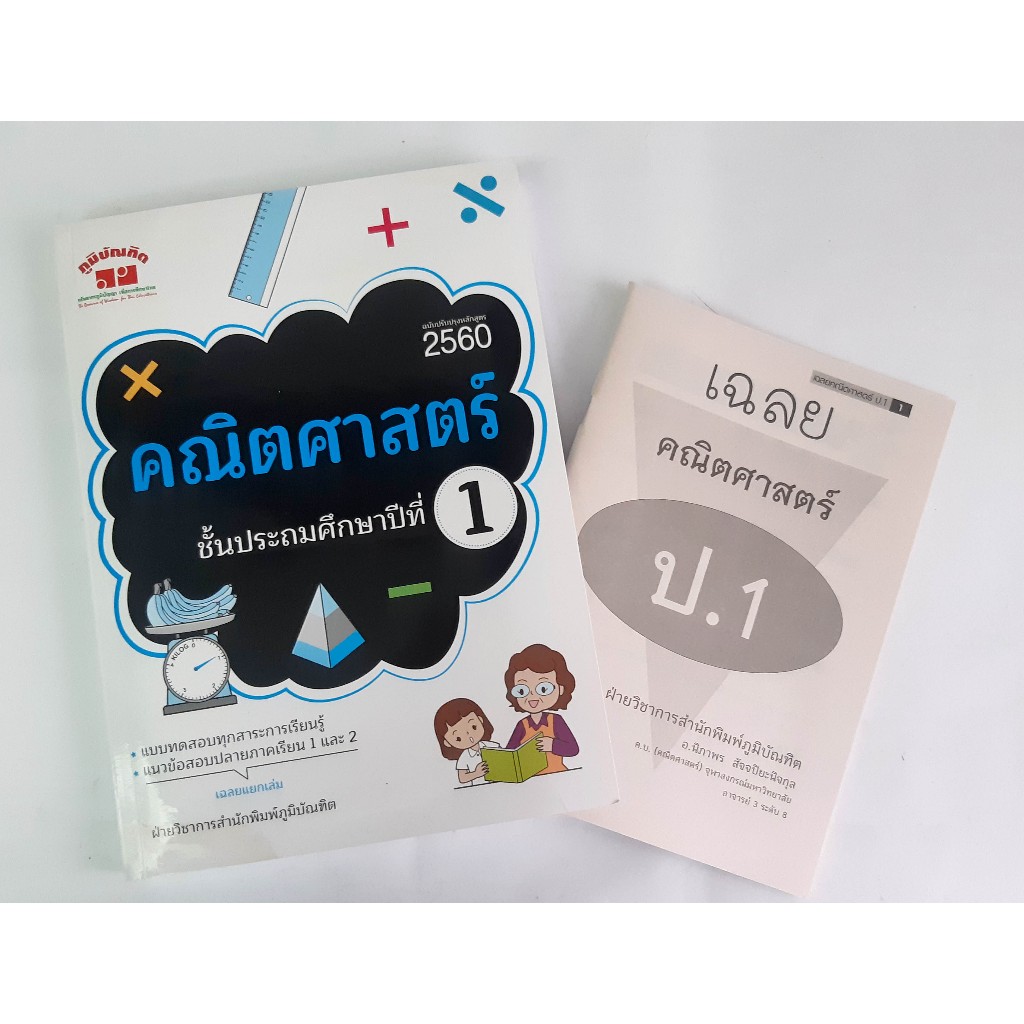 ภูมิบัณฑิต
ฉบับปรับปรุงหลักสูตร
2560
คณิตศาสตร์
ชั้นประถมศึกษาปีที่ 1
KILOG
• แบบทดสอบทุกสาระการเรียนรู้
• แนวข้อสอบปลายภาคเรียน 1 และ 2
เฉลยแยกเล่ม
ฝ่ายวิชาการสำนักพิมพ์ภูมิบัณฑิต
เฉลยคณิตศาสตร์ ป.1 1
เฉลย
คณิตศาสตร์
ป.1
ฝ่ายวิชาการสำนักพิมพ์ภูมิบัณฑิต
อ.นิภาพร สัจจปิยะนิจกุล
ค.บ. (คณิตศาสตร์) จุฬาลงกรณ์มหาวิทยาลัย
อาจารย์ 3 ระดับ 8